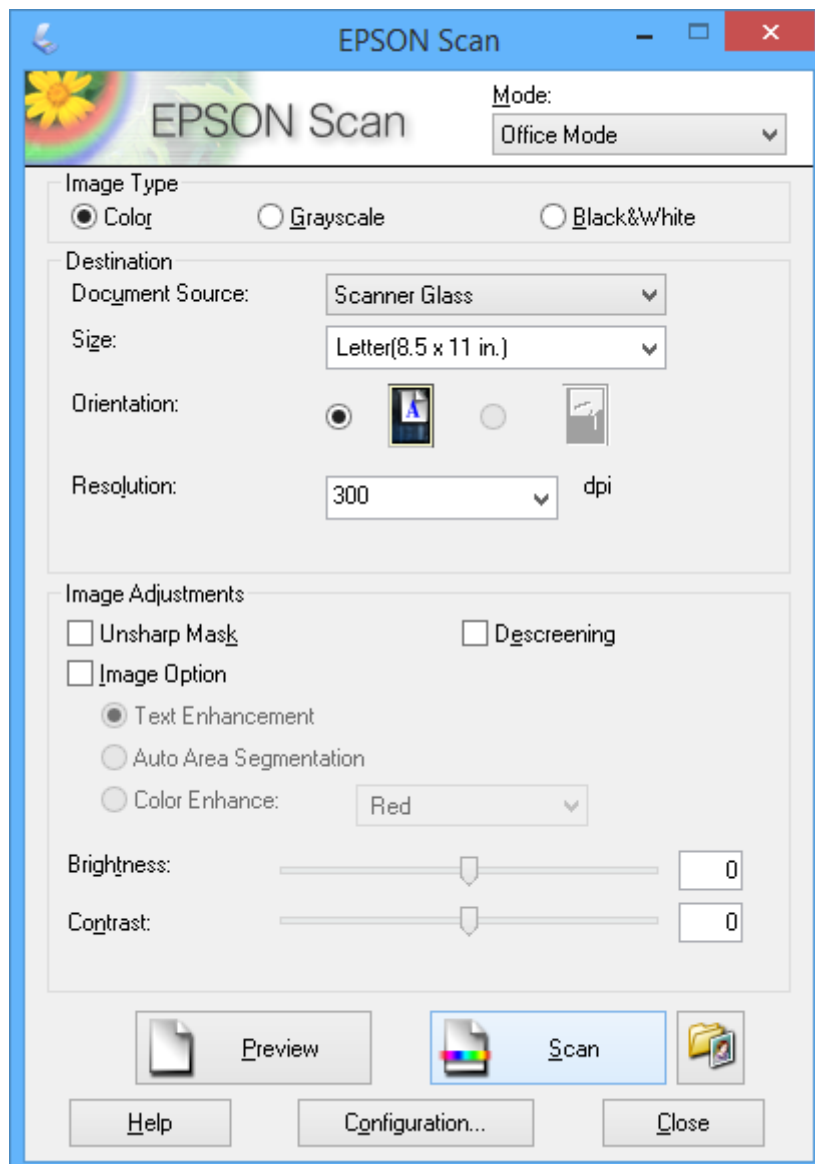 EPSON Scan
EPSON Scan
Mode:
Office Mode
Image Type
Color Grayscale Black&White
Destination
Document Source: Scanner Glass
Size: Letter(8.5 x 11 in.)
Orientation: A
Resolution: 300 dpi
Image Adjustments
Unsharp Mask Descreening
Image Option
Text Enhancement
Auto Area Segmentation
Color Enhance: Red
Brightness: 0
Contrast: 0
Preview Scan
Help Configuration... Close